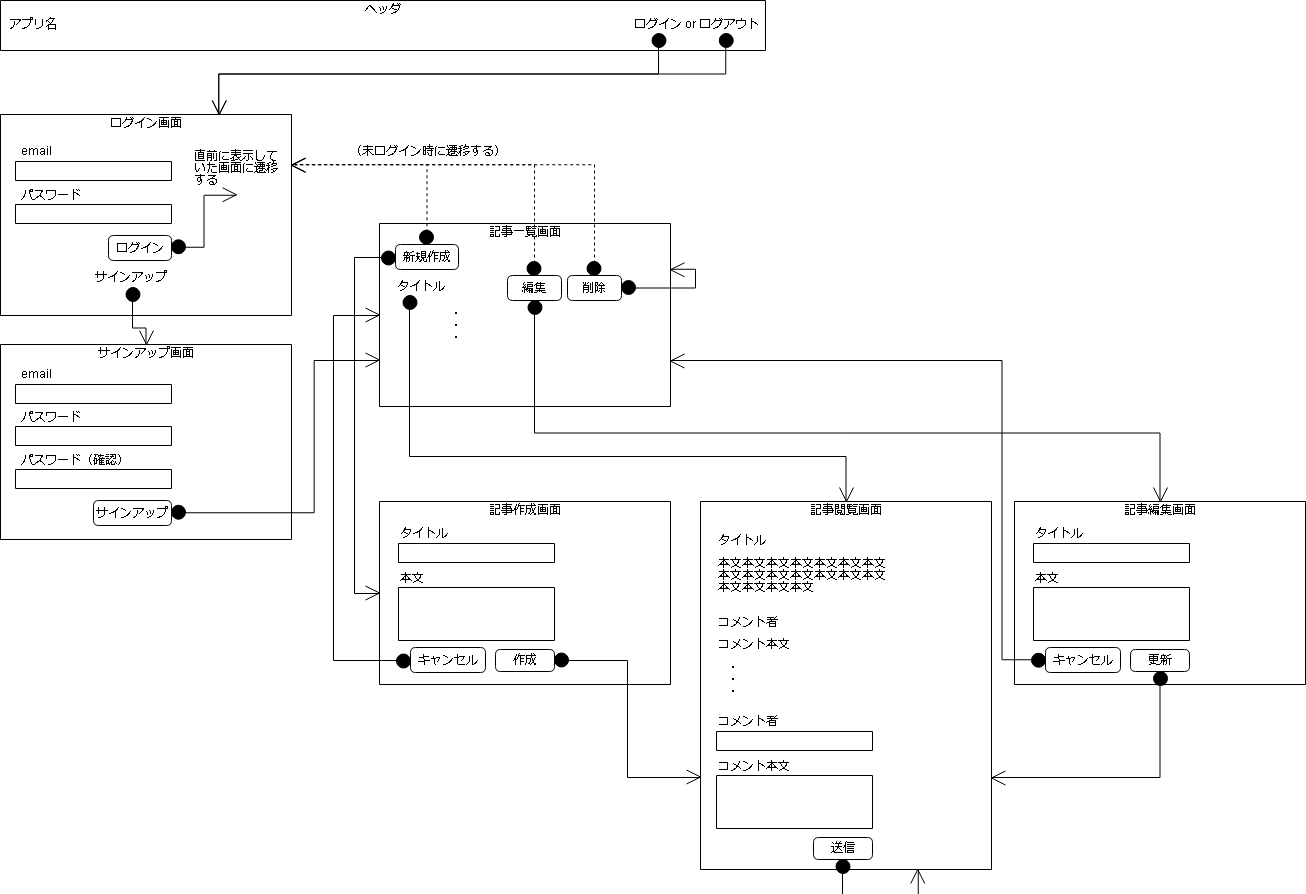 ヘッダ
アプリ名
ログイン or ログアウト
ログイン画面
email
パスワード
直前に表示して
いた画面に遷移
する
ログイン
サインアップ
(未ログイン時に遷移する)
記事一覧画面
新規作成
編集
削除
タイトル
・
・
・
サインアップ画面
email
パスワード
パスワード（確認）
サインアップ
記事作成画面
タイトル
本文
キャンセル
作成
記事閲覧画面
タイトル
本文本文本文本文本文本文本文
本文本文本文本文本文本文本文
本文本文本文本文
コメント者
コメント本文
・
・
・
コメント者
コメント本文
送信
記事編集画面
タイトル
本文
キャンセル
更新